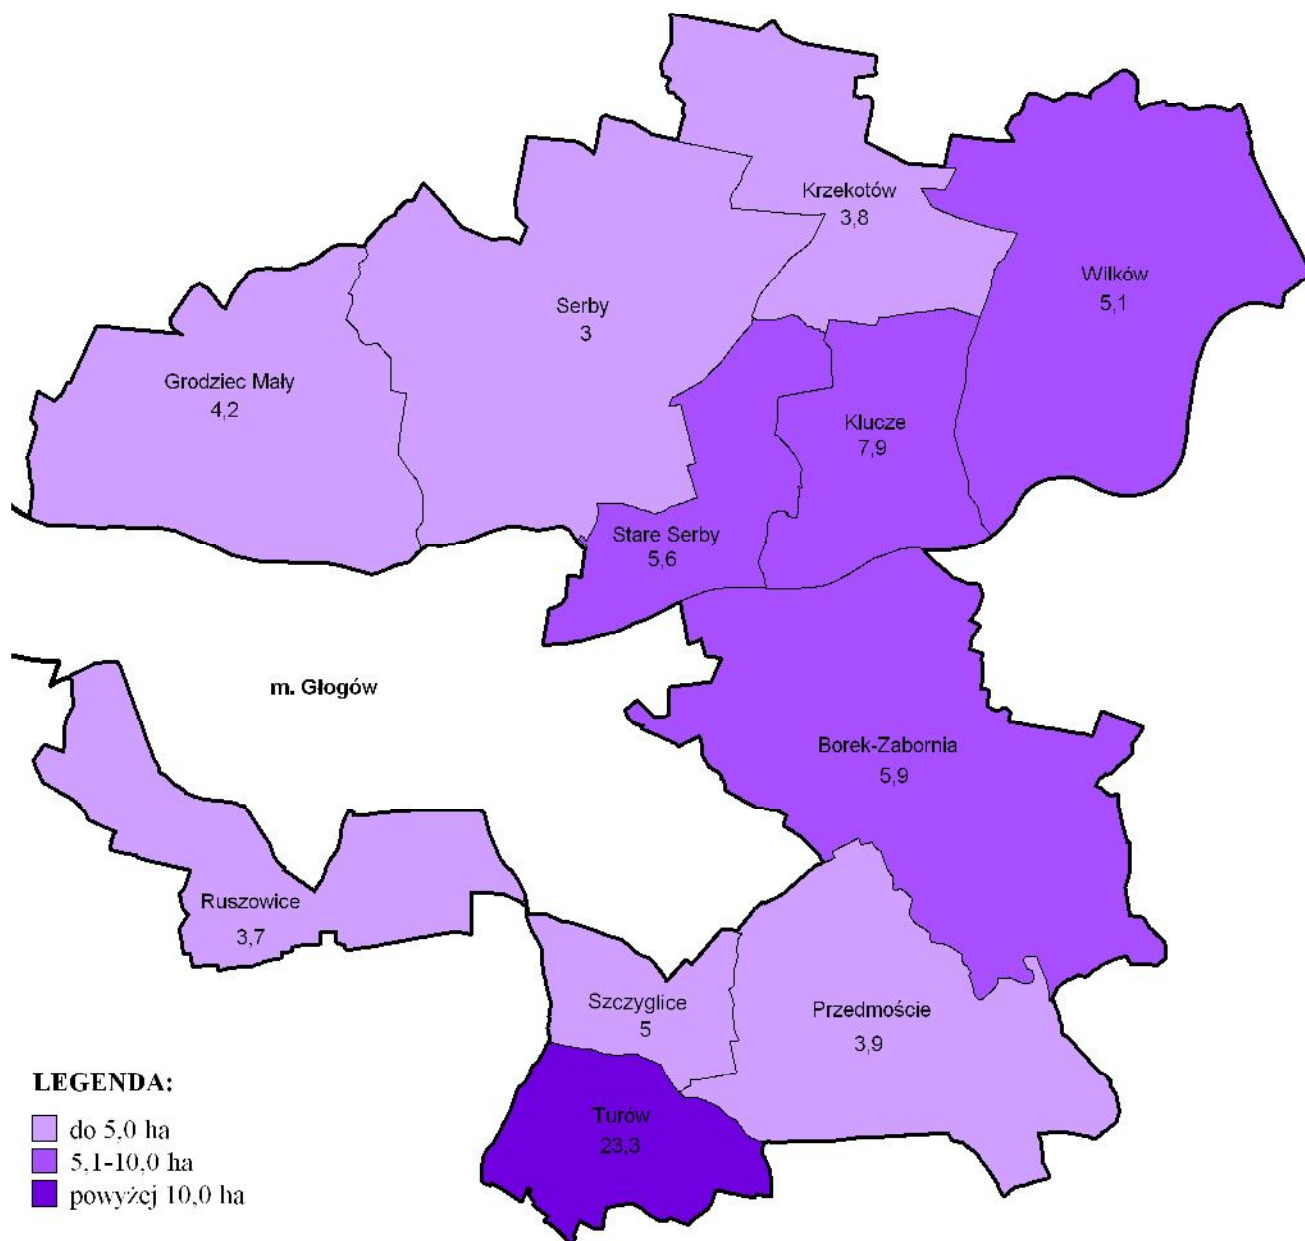 Krzekotów
3,8
Wilków
5,1
Serby
3
Grodziec Mały
4,2
Klucze
7,9
Stare Serby
5,6
m. Głogów
Borek-Zabornia
5,9
Ruszowice
3,7
Szczyglice
5
Przedmoście
3,9
Turów
23,3
LEGENDA:
do 5,0 ha
5,1-10,0 ha
powyżej 10,0 ha